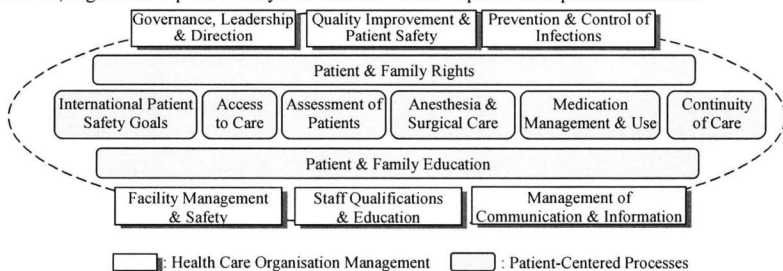 Governance, Leadership & Direction
Quality Improvement & Patient Safety
Prevention & Control of Infections
Patient & Family Rights
International Patient Safety Goals
Access to Care
Assessment of Patients
Anesthesia & Surgical Care
Medication Management & Use
Continuity of Care
Patient & Family Education
Facility Management & Safety
Staff Qualifications & Education
Management of Communication & Information
: Health Care Organisation Management
: Patient-Centered Processes